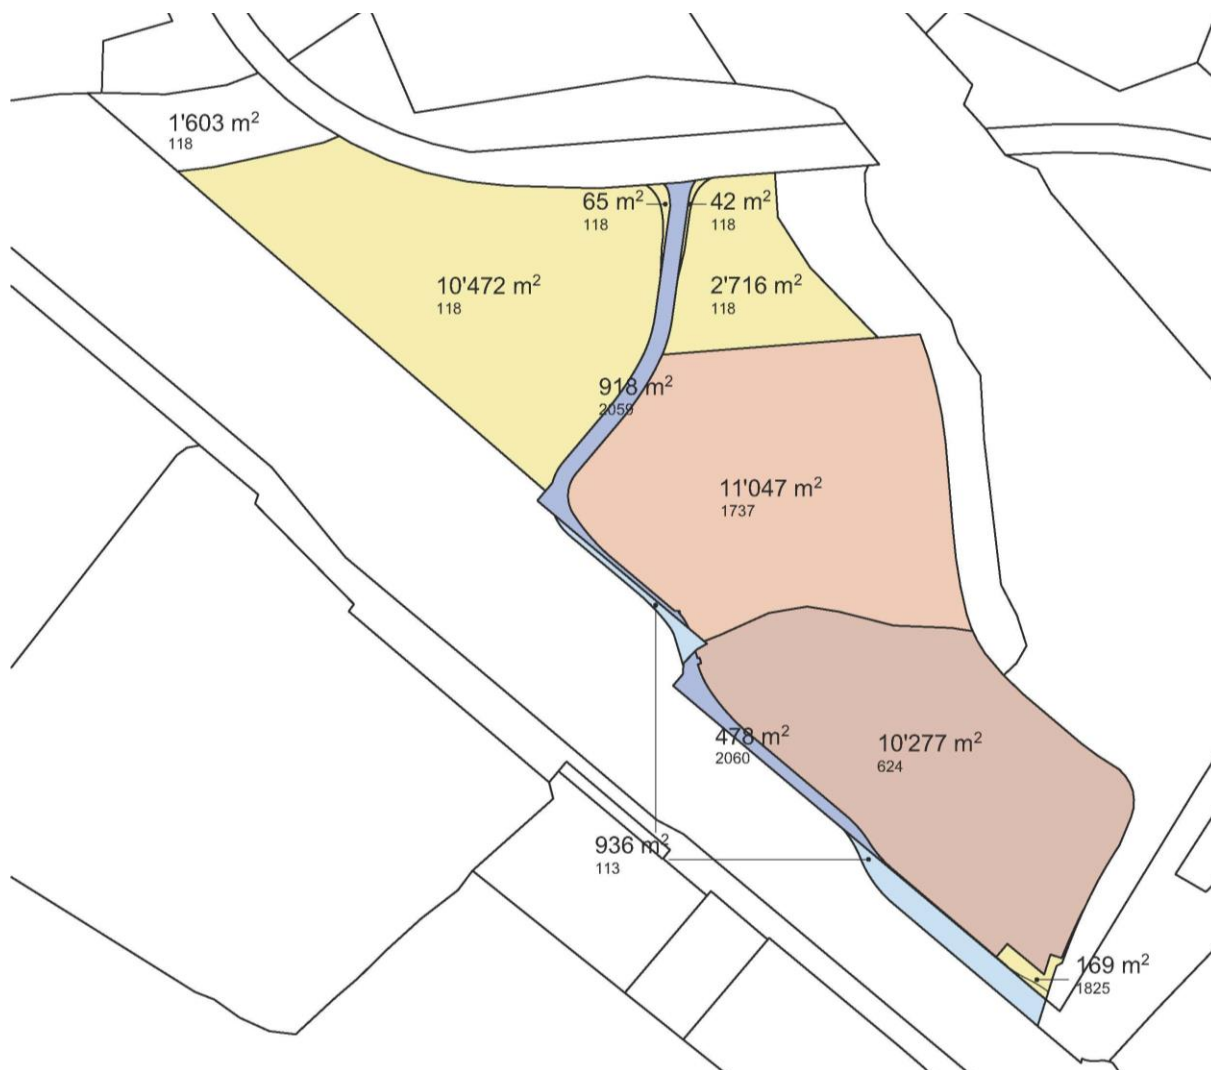 1'603 m²
118
65 m²
118
42 m²
118
10'472 m²
118
2'716 m²
118
918 m²
2059
11'047 m²
1737
478 m²
2060
10'277 m²
624
936 m²
113
169 m²
1825